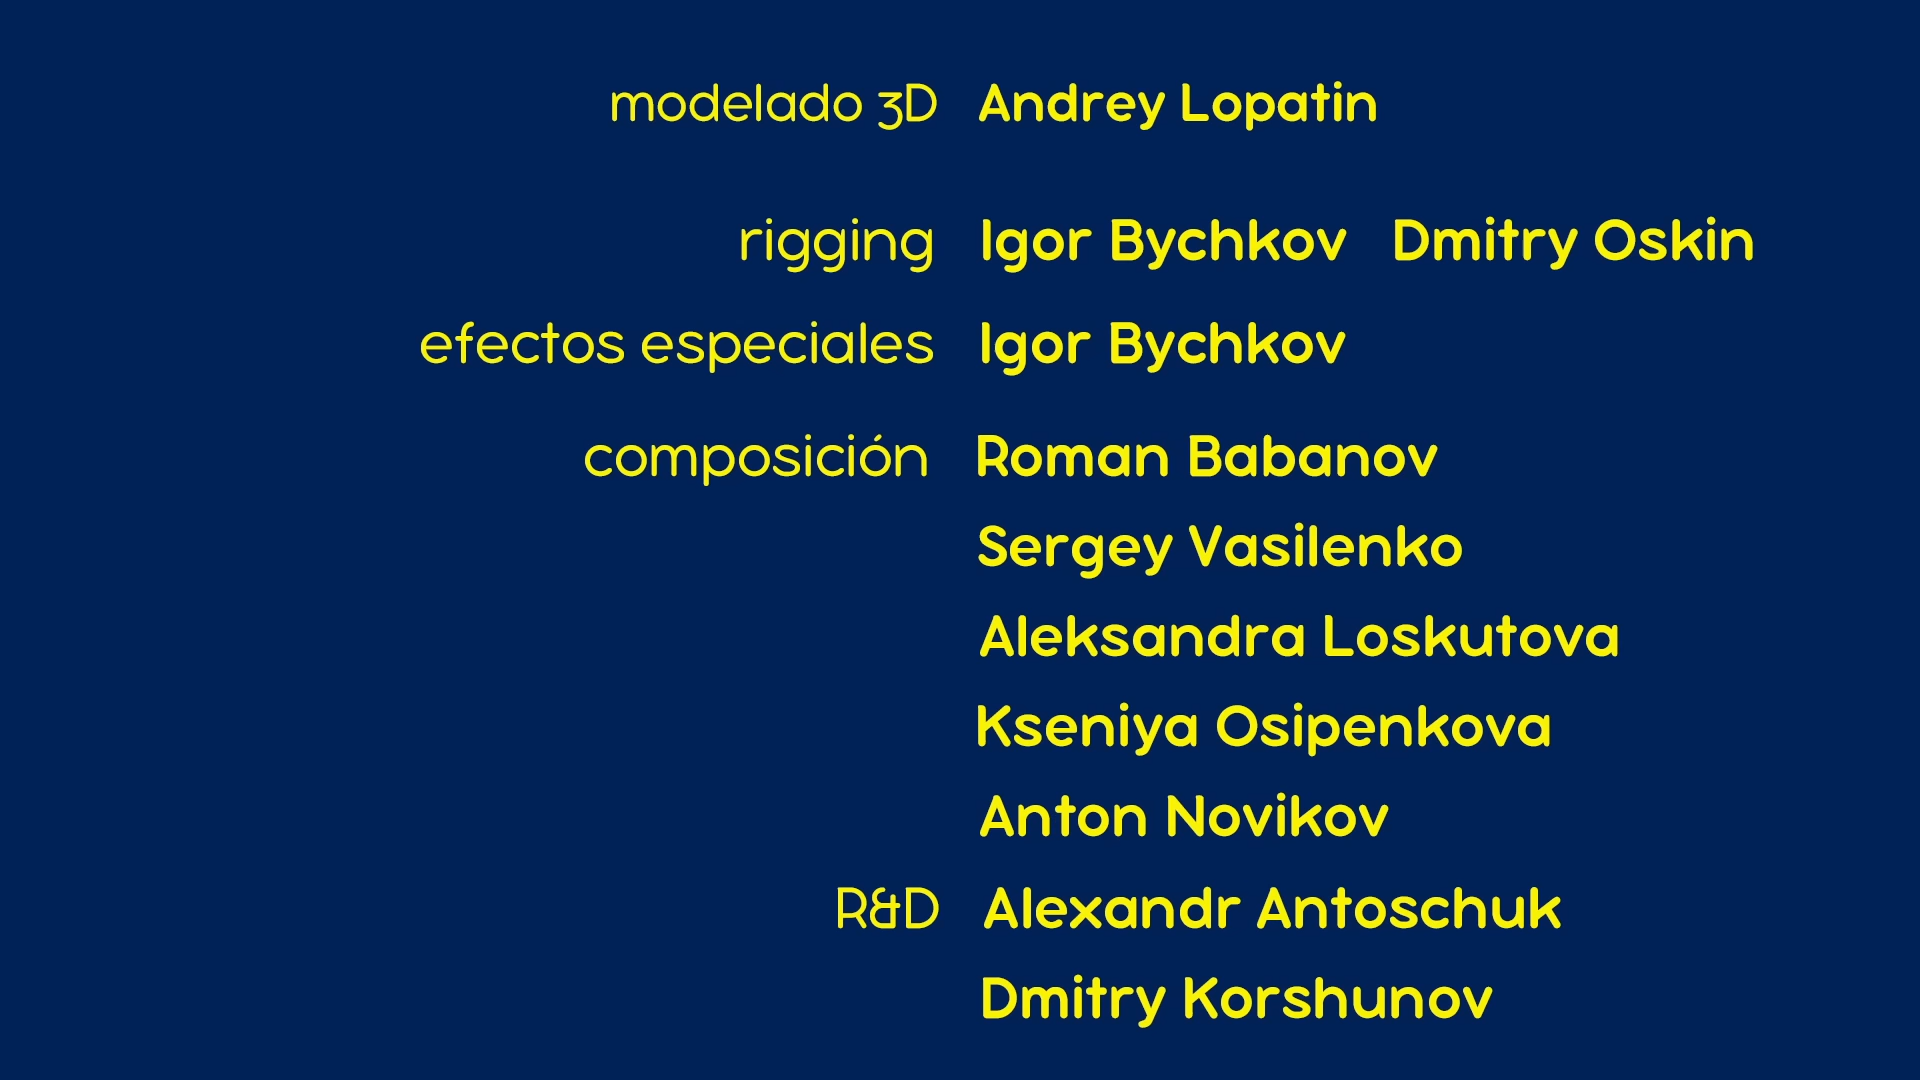 modelado 3D Andrey Lopatin
rigging Igor Bychkov Dmitry Oskin
efectos especiales Igor Bychkov
composición Roman Babanov
Sergey Vasilenko
Aleksandra Loskutova
Kseniya Osipenkova
Anton Novikov
R&D Alexandr Antoschuk
Dmitry Korshunov